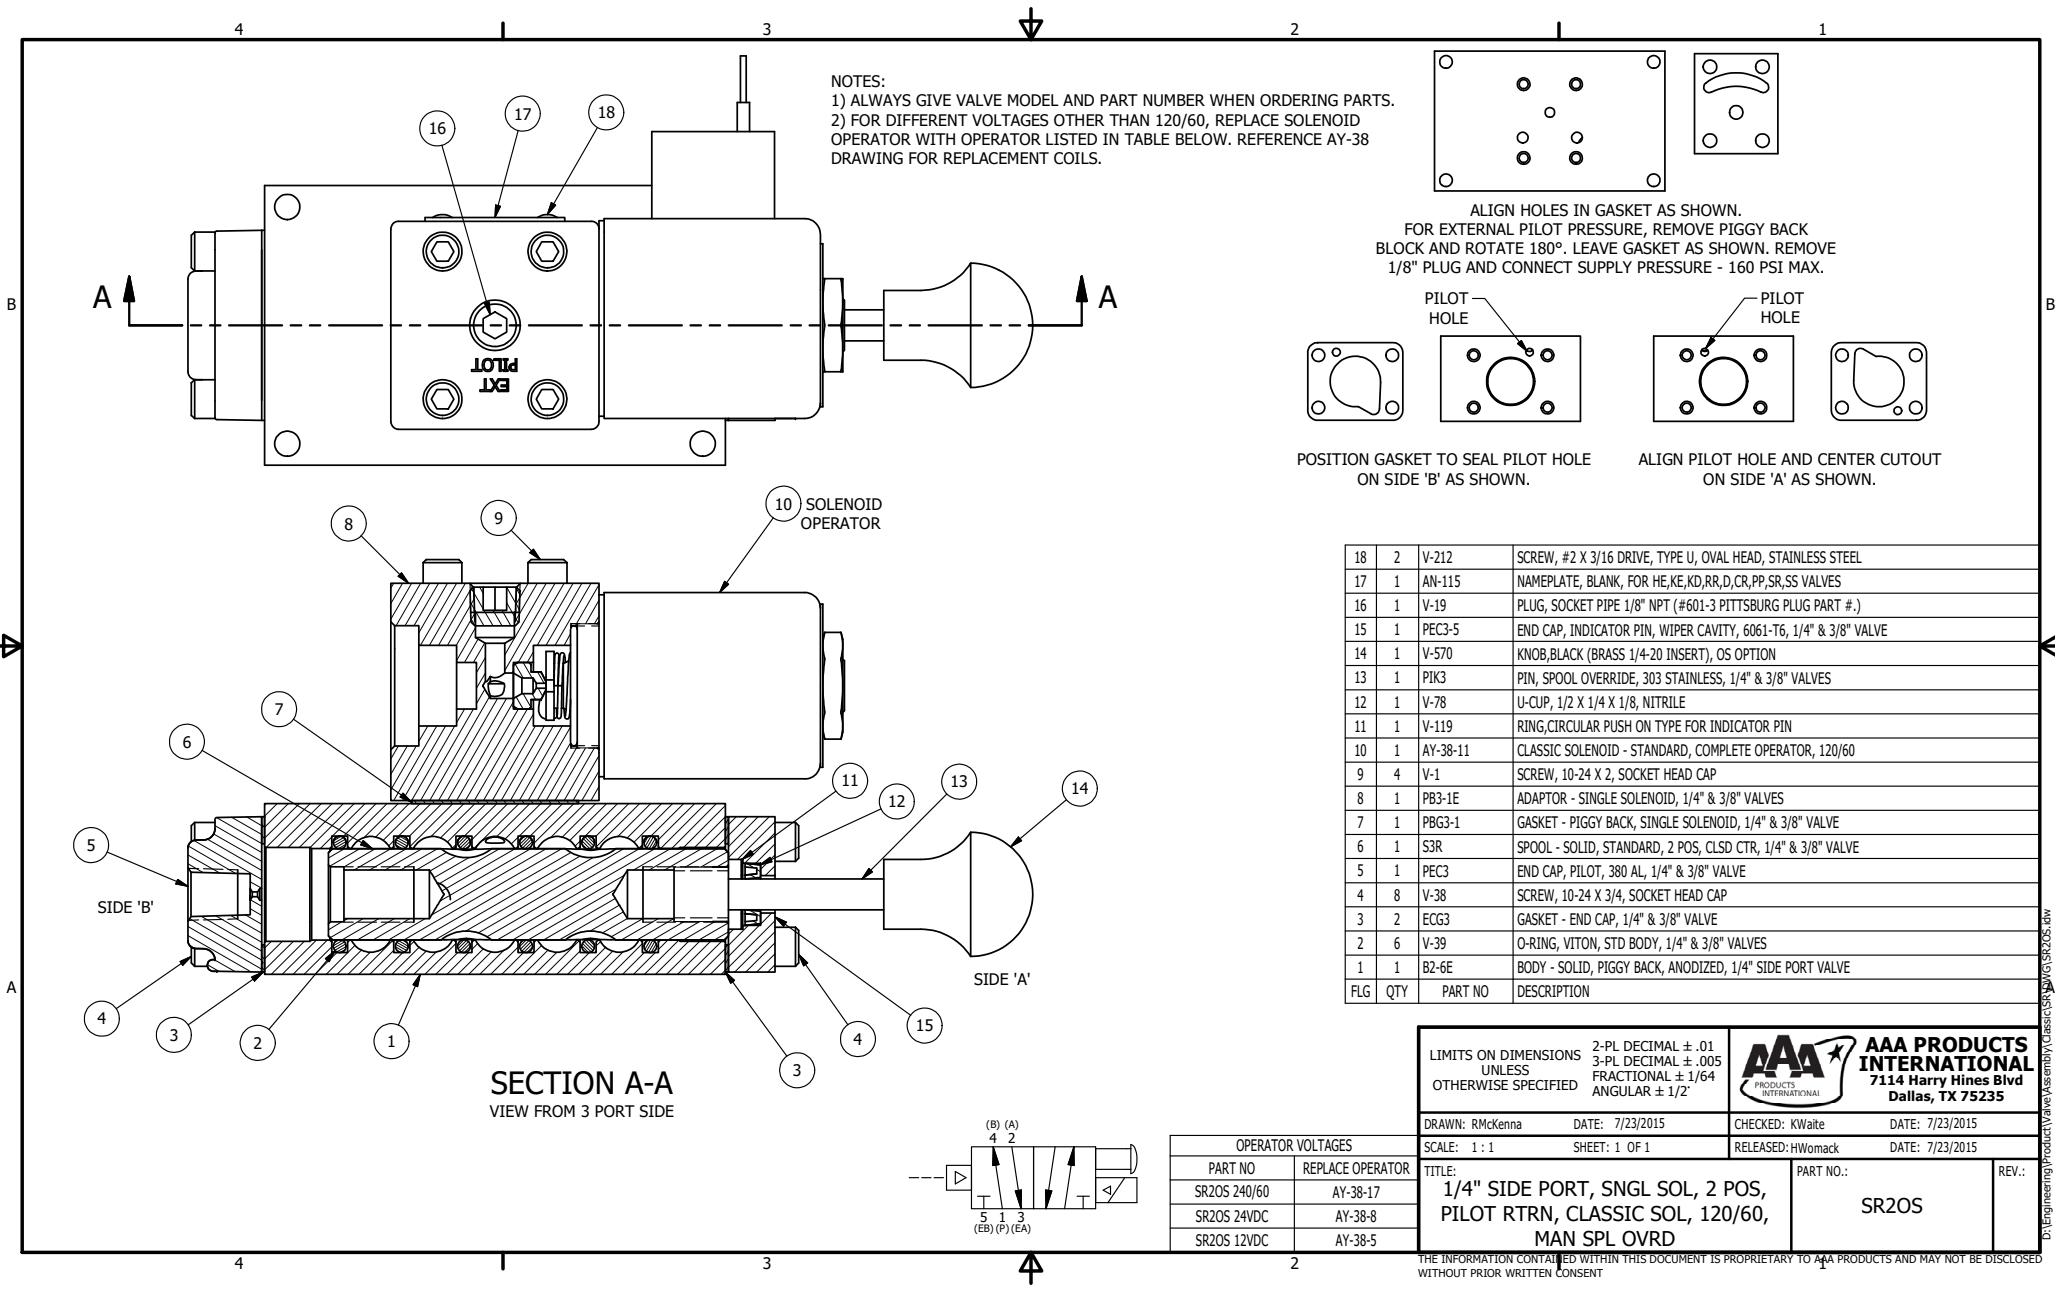 4
3
2
1
NOTES:
1) ALWAYS GIVE VALVE MODEL AND PART NUMBER WHEN ORDERING PARTS.
2) FOR DIFFERENT VOLTAGES OTHER THAN 120/60, REPLACE SOLENOID
OPERATOR WITH OPERATOR LISTED IN TABLE BELOW. REFERENCE AY-38
DRAWING FOR REPLACEMENT COILS.
16
17
18
A
A
EXT
PILOT
B
B
ALIGN HOLES IN GASKET AS SHOWN.
FOR EXTERNAL PILOT PRESSURE, REMOVE PIGGY BACK
BLOCK AND ROTATE 180°. LEAVE GASKET AS SHOWN. REMOVE
1/8" PLUG AND CONNECT SUPPLY PRESSURE - 160 PSI MAX.
PILOT
HOLE
PILOT
HOLE
POSITION GASKET TO SEAL PILOT HOLE
ON SIDE 'B' AS SHOWN.
ALIGN PILOT HOLE AND CENTER CUTOUT
ON SIDE 'A' AS SHOWN.
8
9
10 SOLENOID
OPERATOR
7
6
5
11
12
13
14
SIDE 'B'
SIDE 'A'
4
3
2
1
15
4
3
SECTION A-A
VIEW FROM 3 PORT SIDE
18 2 V-212 SCREW, #2 X 3/16 DRIVE, TYPE U, OVAL HEAD, STAINLESS STEEL
17 1 AN-115 NAMEPLATE, BLANK, FOR HE,KE,KD,RR,D,CR,PP,SR,SS VALVES
16 1 V-19 PLUG, SOCKET PIPE 1/8" NPT (#601-3 PITTSBURG PLUG PART #.)
15 1 PEC3-5 END CAP, INDICATOR PIN, WIPER CAVITY, 6061-T6, 1/4" & 3/8" VALVE
14 1 V-570 KNOB,BLACK (BRASS 1/4-20 INSERT), OS OPTION
13 1 PIK3 PIN, SPOOL OVERRIDE, 303 STAINLESS, 1/4" & 3/8" VALVES
12 1 V-78 U-CUP, 1/2 X 1/4 X 1/8, NITRILE
11 1 V-119 RING,CIRCULAR PUSH ON TYPE FOR INDICATOR PIN
10 1 AY-38-11 CLASSIC SOLENOID - STANDARD, COMPLETE OPERATOR, 120/60
9 4 V-1 SCREW, 10-24 X 2, SOCKET HEAD CAP
8 1 PB3-1E ADAPTOR - SINGLE SOLENOID, 1/4" & 3/8" VALVES
7 1 PBG3-1 GASKET - PIGGY BACK, SINGLE SOLENOID, 1/4" & 3/8" VALVE
6 1 S3R SPOOL - SOLID, STANDARD, 2 POS, CLSD CTR, 1/4" & 3/8" VALVE
5 1 PEC3 END CAP, PILOT, 380 AL, 1/4" & 3/8" VALVE
4 8 V-38 SCREW, 10-24 X 3/4, SOCKET HEAD CAP
3 2 ECG3 GASKET - END CAP, 1/4" & 3/8" VALVE
2 6 V-39 O-RING, VITON, STD BODY, 1/4" & 3/8" VALVES
1 1 B2-6E BODY - SOLID, PIGGY BACK, ANODIZED, 1/4" SIDE PORT VALVE
FLG QTY PART NO DESCRIPTION
A
A
D:\Engineering\Product\Valve\Assembly\Classic\SR\DWG\SR2OS.idw
(B) (A)
4 2
5 1 3
(EB) (P) (EA)
OPERATOR VOLTAGES
PART NO REPLACE OPERATOR
SR2OS 240/60 AY-38-17
SR2OS 24VDC AY-38-8
SR2OS 12VDC AY-38-5
LIMITS ON DIMENSIONS
UNLESS
OTHERWISE SPECIFIED
2-PL DECIMAL ± .01
3-PL DECIMAL ± .005
FRACTIONAL ± 1/64
ANGULAR ± 1/2°
AAA
PRODUCTS
INTERNATIONAL
AAA PRODUCTS
INTERNATIONAL
7114 Harry Hines Blvd
Dallas, TX 75235
DRAWN: RMcKenna DATE: 7/23/2015
CHECKED: KWaite DATE: 7/23/2015
SCALE: 1 : 1 SHEET: 1 OF 1
RELEASED: HWomack DATE: 7/23/2015
TITLE:
1/4" SIDE PORT, SNGL SOL, 2 POS,
PILOT RTRN, CLASSIC SOL, 120/60,
MAN SPL OVRD
PART NO.:
SR2OS
REV.:
THE INFORMATION CONTAINED WITHIN THIS DOCUMENT IS PROPRIETARY TO AAA PRODUCTS AND MAY NOT BE DISCLOSED
WITHOUT PRIOR WRITTEN CONSENT
4
3
2
1